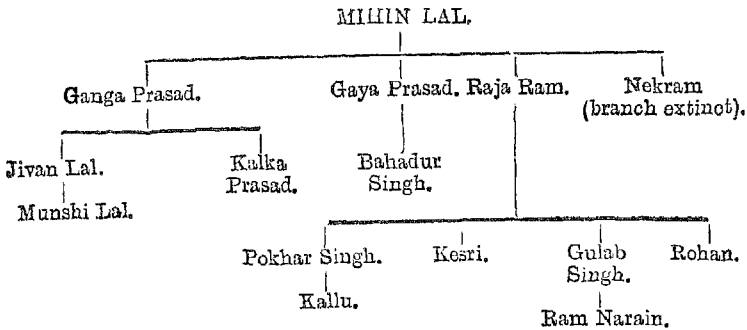 MIHIN LAL.
Ganga Prasad. Gaya Prasad. Raja Ram. Nekram
(branch extinct).
Jivan Lal. Kalka Prasad. Bahadur Singh.
Munshi Lal.
Pokhar Singh. Kesri. Gulab Singh. Rohan.
Kallu. Ram Narain.